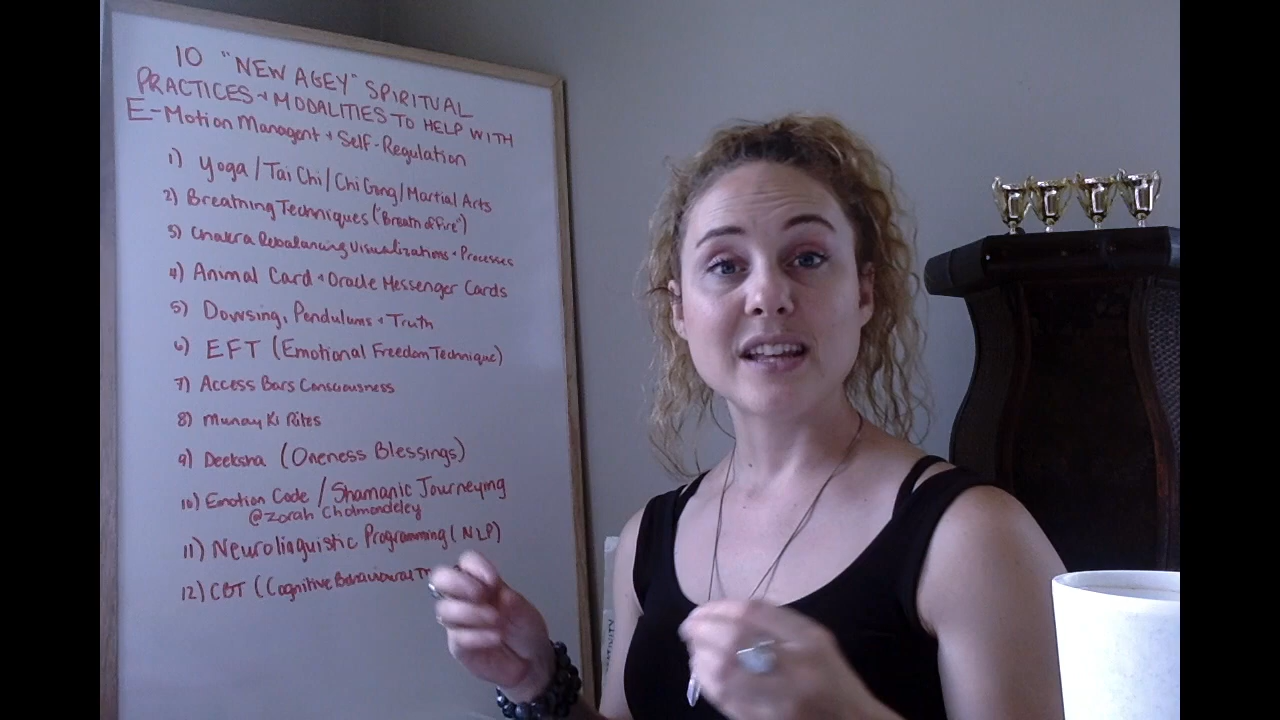 10 "NEW AGEY" SPIRITUAL
PRACTICES + MODALITIES TO HELP WITH
E-Motion Managent + Self-Regulation
1) Yoga / Tai Chi / Chi Gong / Martial Arts
2) Breathing Techniques ("Breath of Fire")
3) Chakra Rebalancing Visualizations + Processes
4) Animal Card + Oracle Messenger Cards
5) Dowsing, Pendulums + Truth
6) EFT (Emotional Freedom Technique)
7) Access Bars Consciousness
8) Munay Ki Rites
9) Deeksha (Oneness Blessings)
10) Emotion Code / Shamanic Journeying
@Zorah Cholmondeley
11) Neurolinguistic Programming (NLP)
12) CBT (Cognitive Behavioural